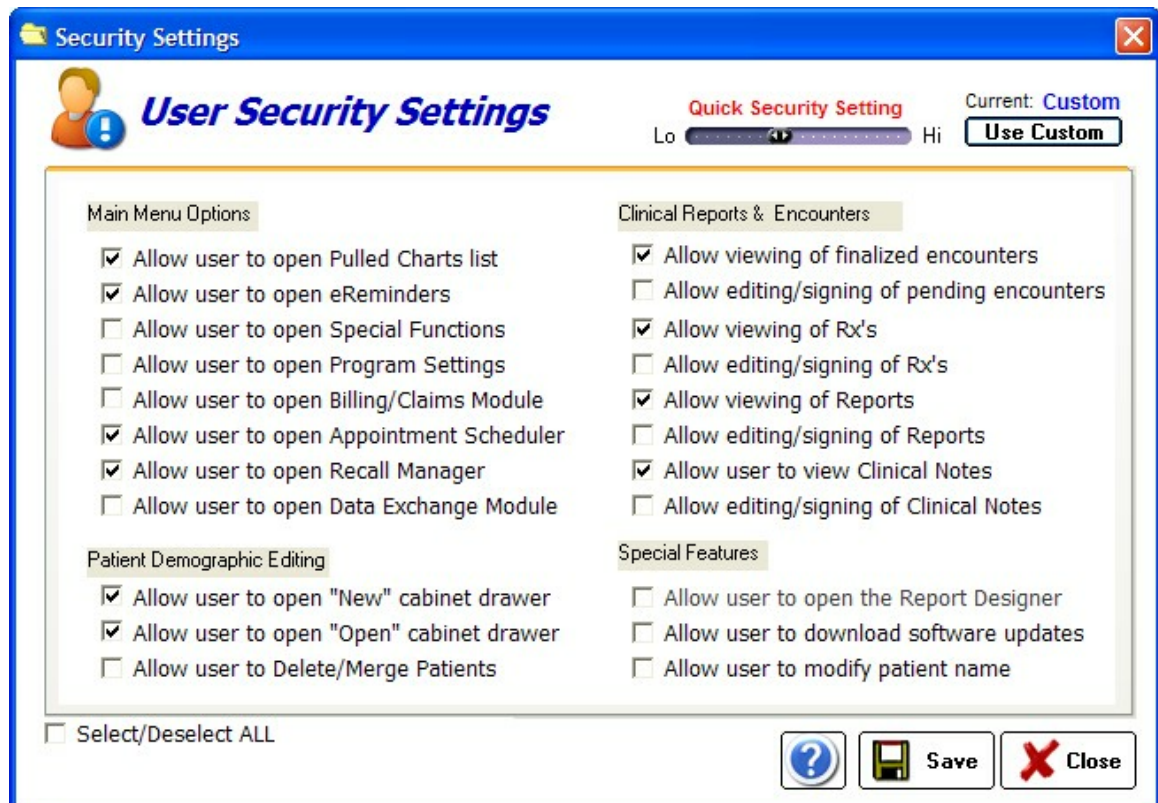 Security Settings
User Security Settings
Quick Security Setting
Lo
Hi
Current: Custom
Use Custom
Main Menu Options
Allow user to open Pulled Charts list
Allow user to open eReminders
Allow user to open Special Functions
Allow user to open Program Settings
Allow user to open Billing/Claims Module
Allow user to open Appointment Scheduler
Allow user to open Recall Manager
Allow user to open Data Exchange Module
Patient Demographic Editing
Allow user to open "New" cabinet drawer
Allow user to open "Open" cabinet drawer
Allow user to Delete/Merge Patients
Clinical Reports & Encounters
Allow viewing of finalized encounters
Allow editing/signing of pending encounters
Allow viewing of Rx's
Allow editing/signing of Rx's
Allow viewing of Reports
Allow editing/signing of Reports
Allow user to view Clinical Notes
Allow editing/signing of Clinical Notes
Special Features
Allow user to open the Report Designer
Allow user to download software updates
Allow user to modify patient name
Select/Deselect ALL
?
Save
Close